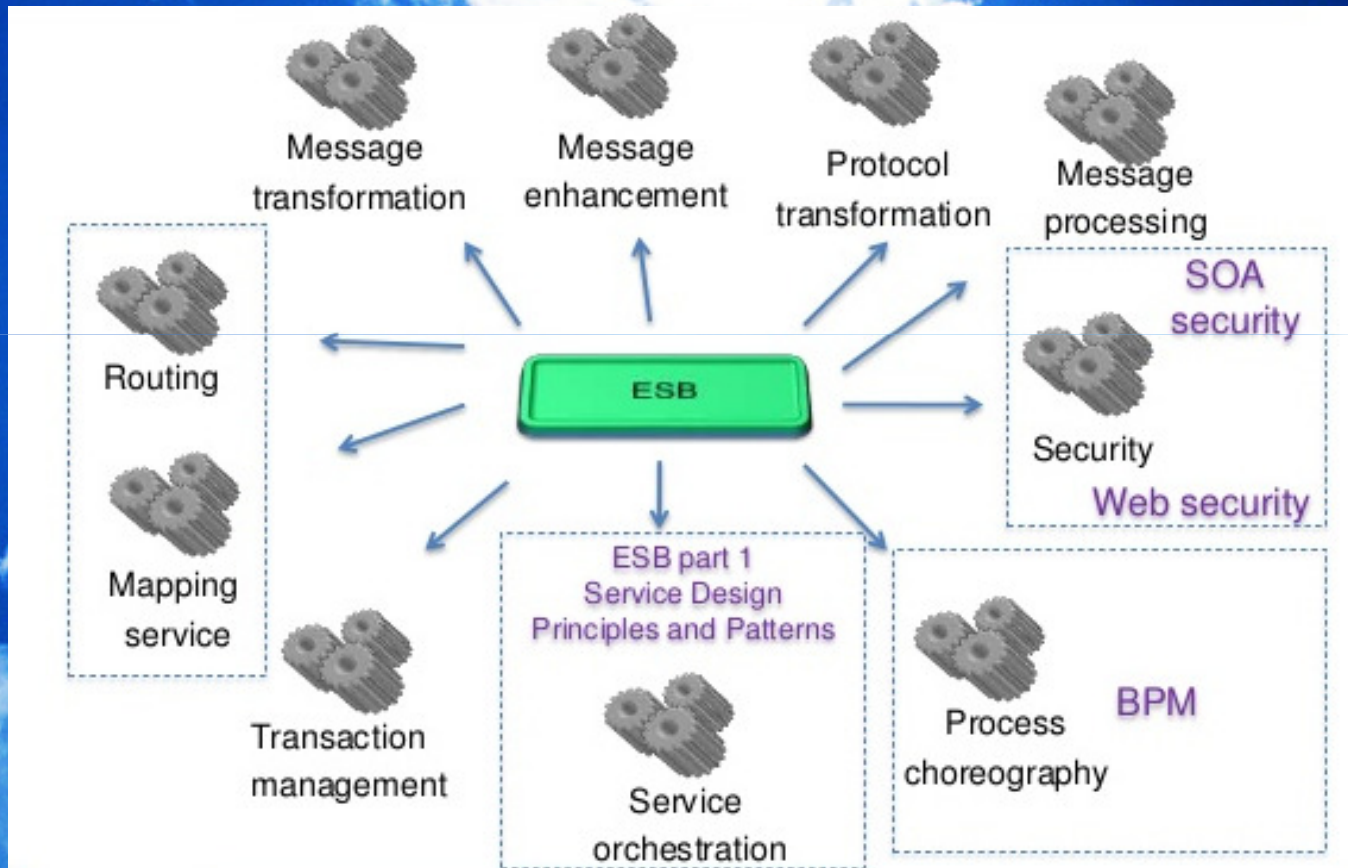 Message
transformation
Message
enhancement
Protocol
transformation
Message
processing
Routing
Mapping
service
ESB
SOA
security
Security
Web security
Transaction
management
ESB part 1
Service Design
Principles and Patterns
Service
orchestration
Process
choreography
BPM